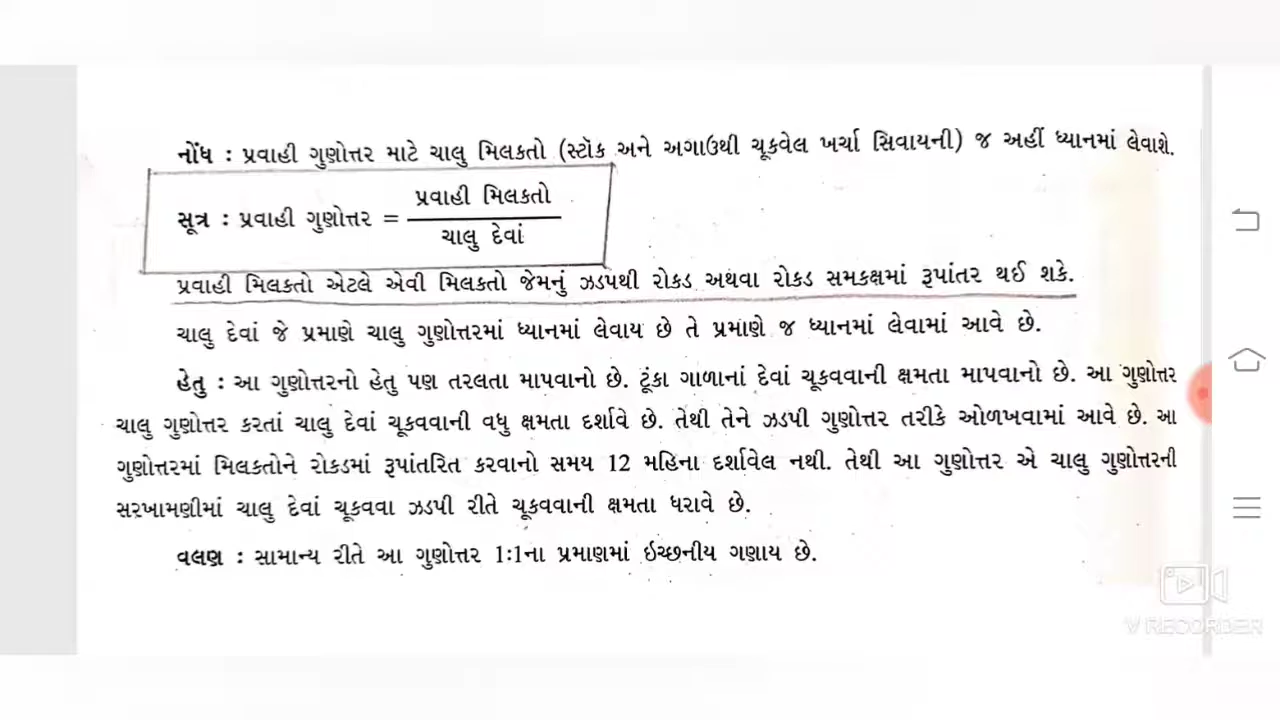 નોંધ : પ્રવાહી ગુણોત્તર માટે ચાલુ મિલકતો (સ્ટૉક અને અગાઉથી ચૂકવેલ ખર્ચા સિવાયની) જ અહીં ધ્યાનમાં લેવાશે.
સૂત્ર : પ્રવાહી ગુણોત્તર = પ્રવાહી મિલકતો
ચાલુ દેવાં
પ્રવાહી મિલકતો એટલે એવી મિલકતો જેમનું ઝડપથી રોકડ અથવા રોકડ સમકક્ષમાં રૂપાંતર થઈ શકે.
ચાલુ દેવાં જે પ્રમાણે ચાલુ ગુણોત્તરમાં ધ્યાનમાં લેવાય છે તે પ્રમાણે જ ધ્યાનમાં લેવામાં આવે છે.
હેતુ : આ ગુણોત્તરનો હેતુ પણ તરલતા માપવાનો છે. ટૂંકા ગાળાનાં દેવાં ચૂકવવાની ક્ષમતા માપવાનો છે. આ ગુણોત્તર
ચાલુ ગુણોત્તર કરતાં ચાલુ દેવાં ચૂકવવાની વધુ ક્ષમતા દર્શાવે છે. તેથી તેને ઝડપી ગુણોત્તર તરીકે ઓળખવામાં આવે છે. આ
ગુણોત્તરમાં મિલકતોને રોકડમાં રૂપાંતરિત કરવાનો સમય 12 મહિના દર્શાવેલ નથી. તેથી આ ગુણોત્તર એ ચાલુ ગુણોત્તરની
સરખામણીમાં ચાલુ દેવાં ચૂકવવા ઝડપી રીતે ચૂકવવાની ક્ષમતા ધરાવે છે.
વલણ : સામાન્ય રીતે આ ગુણોત્તર 1:1ના પ્રમાણમાં ઇચ્છનીય ગણાય છે.
V RECORDER